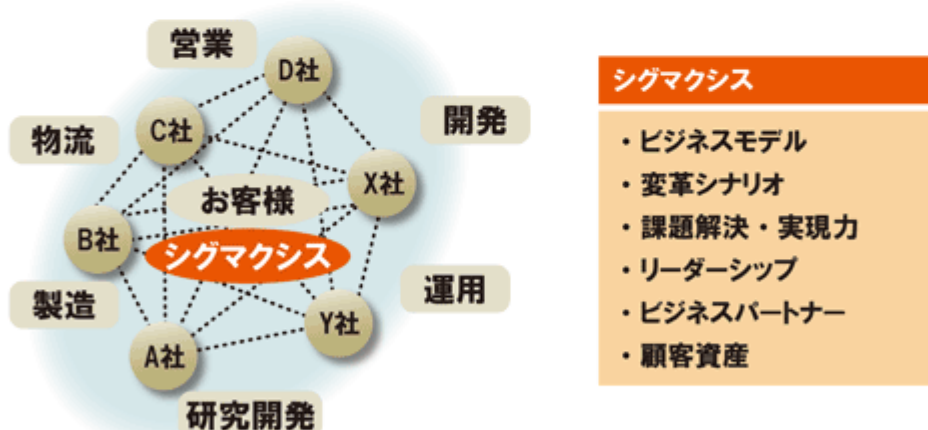 営業
D社
開発
C社
物流
X社
お客様
B社
シグマクシス
運用
製造
Y社
A社
研究開発
シグマクシス
・ビジネスモデル
・変革シナリオ
・課題解決・実現力
・リーダーシップ
・ビジネスパートナー
・顧客資産